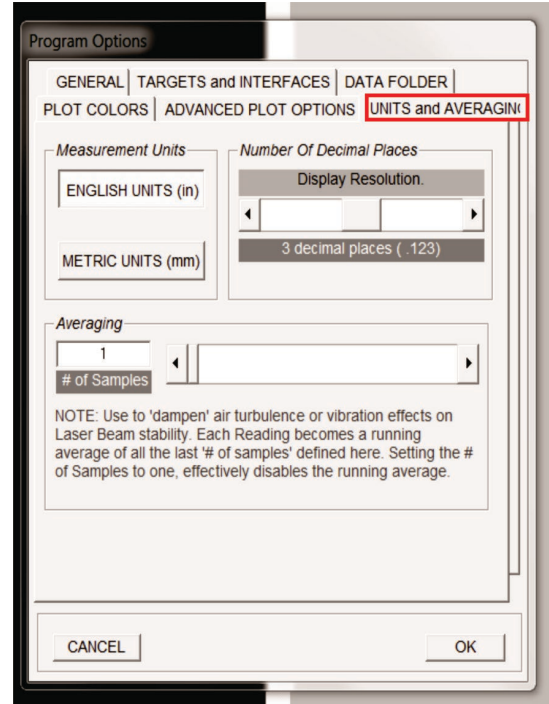 Program Options
GENERAL TARGETS and INTERFACES DATA FOLDER
PLOT COLORS ADVANCED PLOT OPTIONS UNITS and AVERAGING
Measurement Units
ENGLISH UNITS (in)
METRIC UNITS (mm)
Number Of Decimal Places
Display Resolution.
3 decimal places ( .123)
Averaging
1
# of Samples
NOTE: Use to 'dampen' air turbulence or vibration effects on
Laser Beam stability. Each Reading becomes a running
average of all the last '# of samples' defined here. Setting the #
of Samples to one, effectively disables the running average.
CANCEL OK